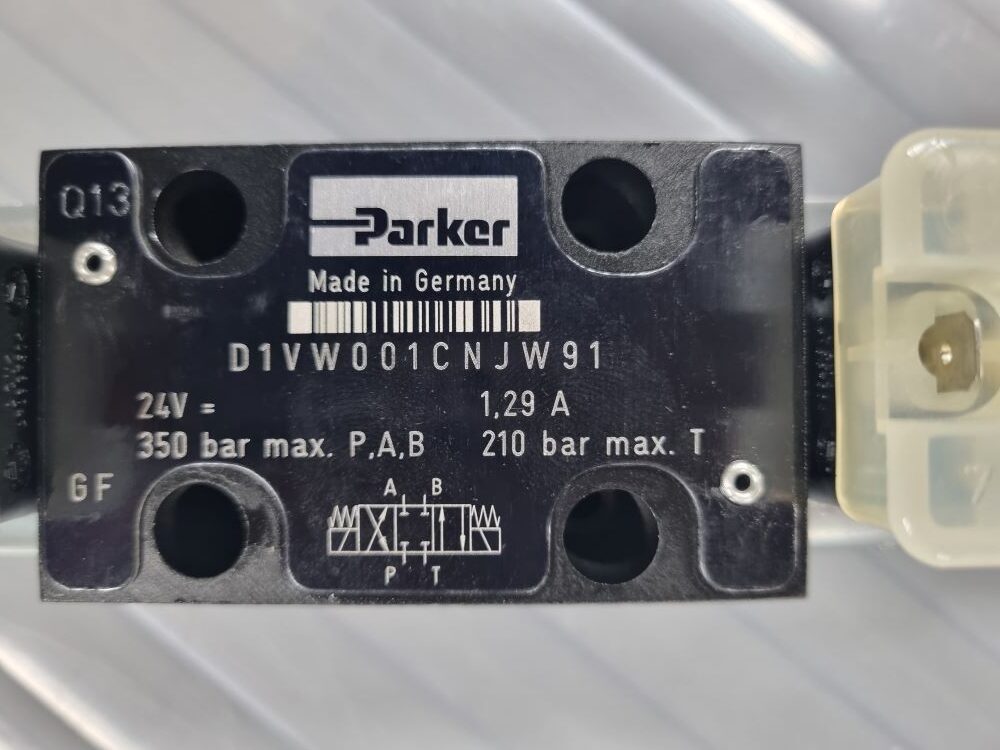 Q13
Parker
Made in Germany
D1VW001CNJW91
24V = 1,29 A
350 bar max. P,A,B 210 bar max. T
GF
A B
P T